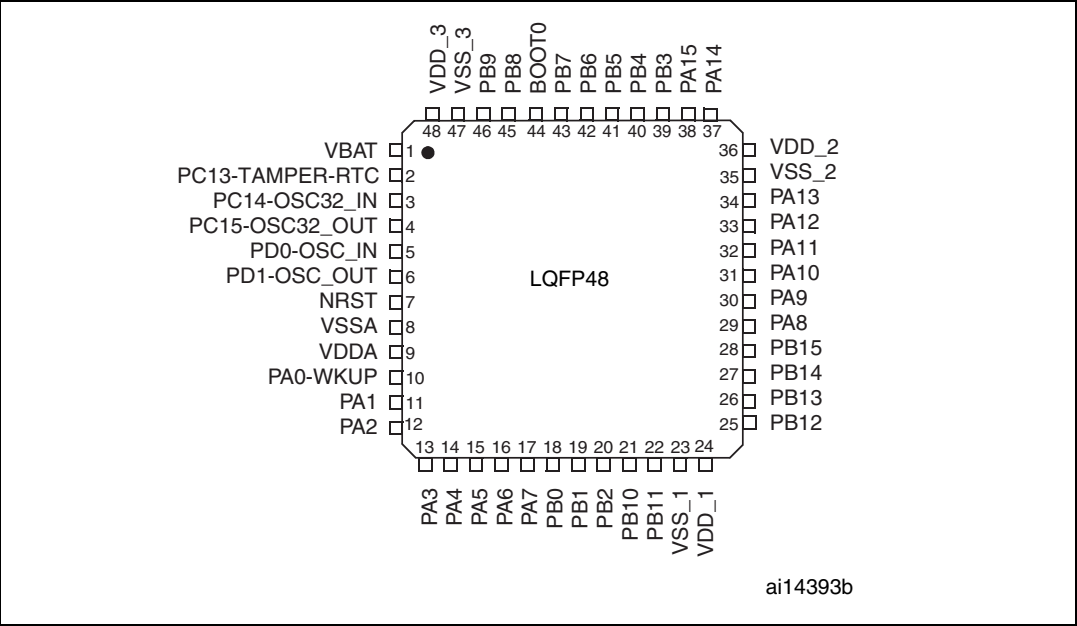 VDD_3
VSS_3
PB9
PB8
BOOT0
PB7
PB6
PB5
PB4
PB3
PA15
PA14
48 47 46 45 44 43 42 41 40 39 38 37
VBAT 1
PC13-TAMPER-RTC 2
PC14-OSC32_IN 3
PC15-OSC32_OUT 4
PD0-OSC_IN 5
PD1-OSC_OUT 6
NRST 7
VSSA 8
VDDA 9
PA0-WKUP 10
PA1 11
PA2 12
LQFP48
36 VDD_2
35 VSS_2
34 PA13
33 PA12
32 PA11
31 PA10
30 PA9
29 PA8
28 PB15
27 PB14
26 PB13
25 PB12
13 14 15 16 17 18 19 20 21 22 23 24
PA3
PA4
PA5
PA6
PA7
PB0
PB1
PB2
PB10
PB11
VSS_1
VDD_1
ai14393b